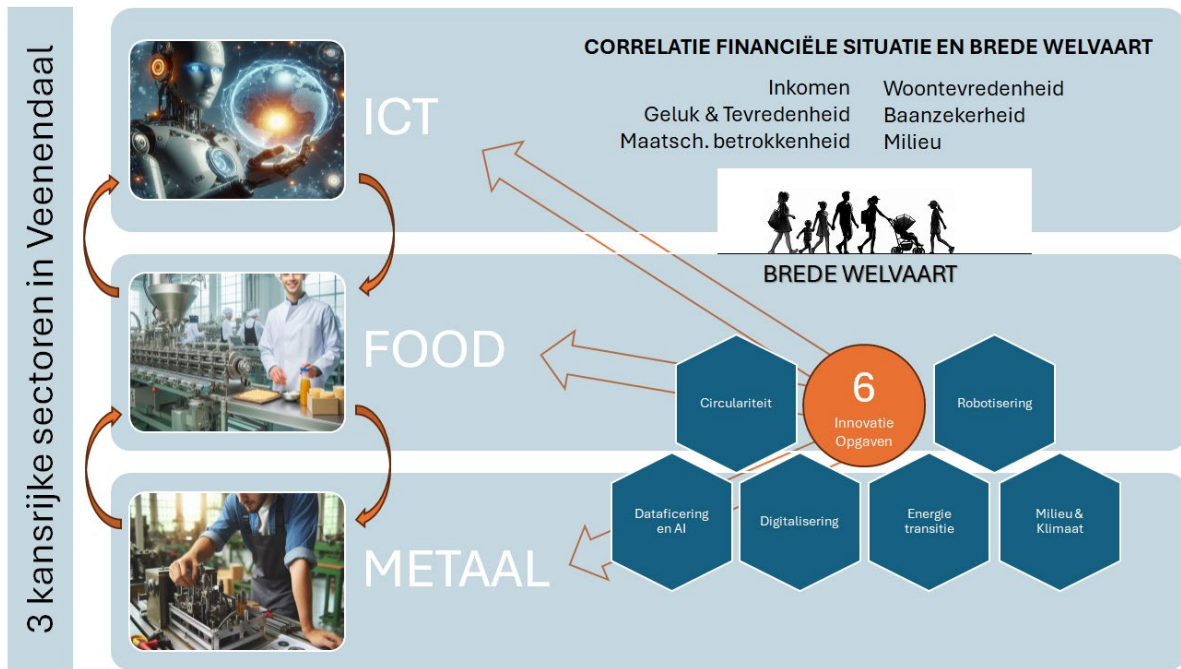 3 kansrijke sectoren in Veenendaal
ICT
CORRELATIE FINANCIËLE SITUATIE EN BREDE WELVAART
Inkomen
Geluk & Tevredenheid
Maatsch. betrokkenheid
Woontevredenheid
Baanzekerheid
Milieu
BREDE WELVAART
FOOD
Circulariteit
6
Innovatie
Opgaven
Robotisering
METAAL
Dataficering
en AI
Digitalisering
Energie
transitie
Milieu &
Klimaat